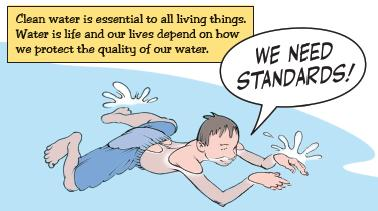 Clean water is essential to all living things.
Water is life and our lives depend on how
we protect the quality of our water.
WE NEED
STANDARDS!